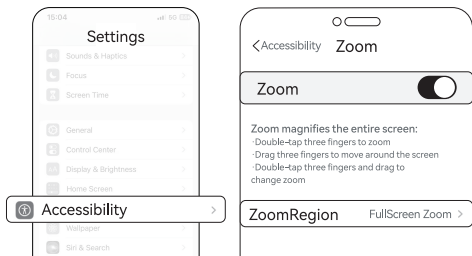 15:04
5G
Settings
Sounds & Haptics
Focus
Screen Time
General
Control Center
Display & Brightness
Home Screen
Accessibility
Wallpaper
Siri & Search
Accessibility Zoom
Zoom
Zoom magnifies the entire screen:
·Double-tap three fingers to zoom
·Drag three fingers to move around the screen
·Double-tap three fingers and drag to
change zoom
ZoomRegion FullScreen Zoom